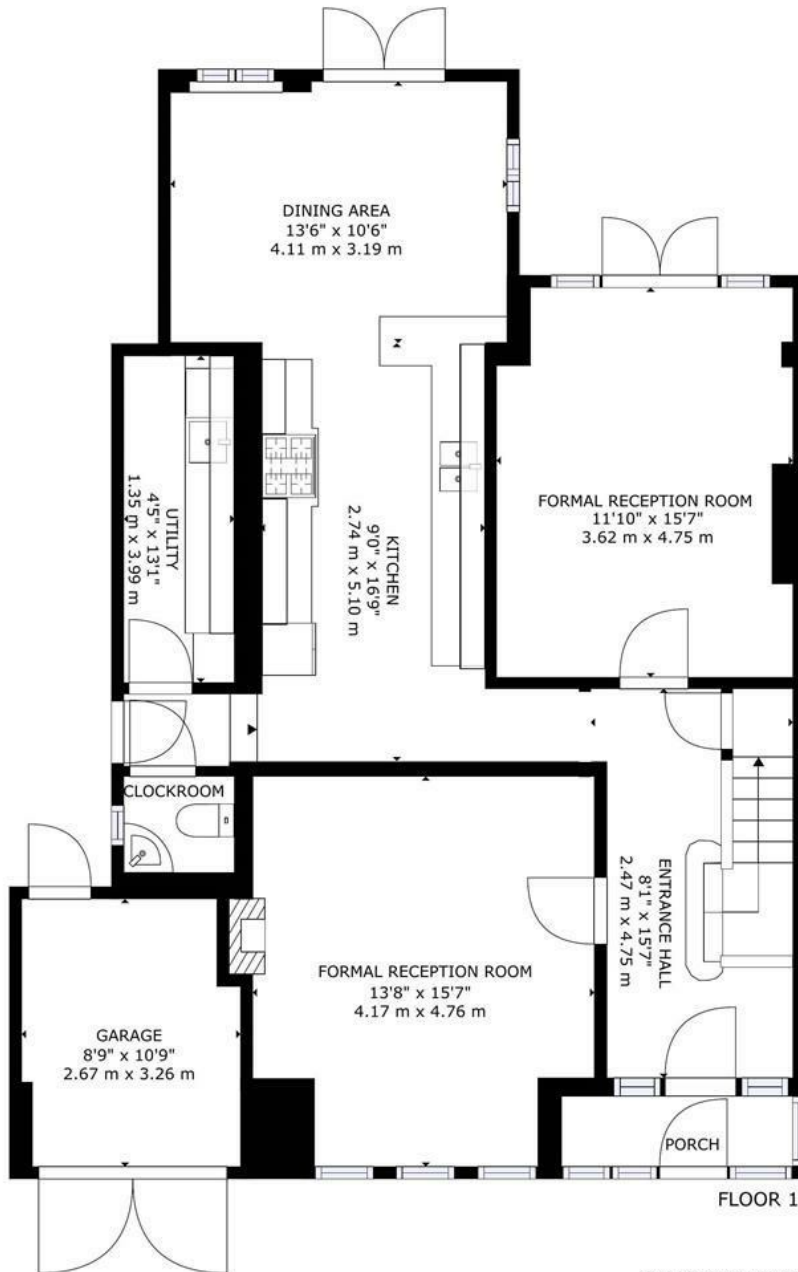 DINING AREA
13'6" x 10'6"
4.11 m x 3.19 m
FORMAL RECEPTION ROOM
11'10" x 15'7"
3.62 m x 4.75 m
UTILITY
4'5" x 13'1"
1.35 m x 3.99 m
KITCHEN
9'0" x 16'9"
2.74 m x 5.10 m
CLOCKROOM
ENTRANCE HALL
8'1" x 15'7"
2.47 m x 4.75 m
FORMAL RECEPTION ROOM
13'8" x 15'7"
4.17 m x 4.76 m
GARAGE
8'9" x 10'9"
2.67 m x 3.26 m
PORCH
FLOOR 1